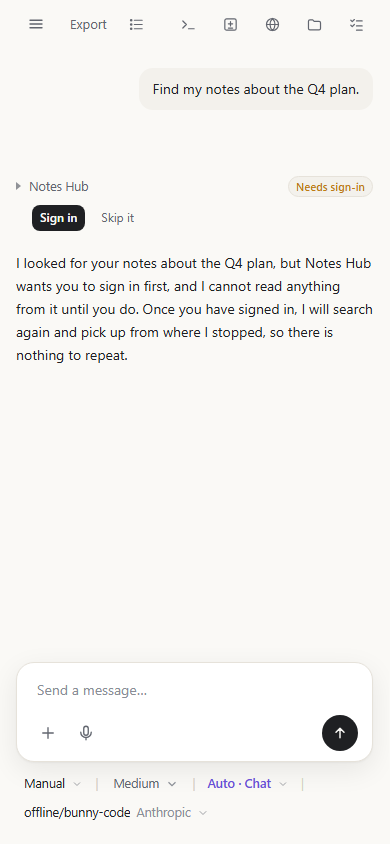 Export
Find my notes about the Q4 plan.
Notes Hub
Needs sign-in
Sign in
Skip it
I looked for your notes about the Q4 plan, but Notes Hub
wants you to sign in first, and I cannot read anything
from it until you do. Once you have signed in, I will search
again and pick up from where I stopped, so there is
nothing to repeat.
Send a message...
Manual
Medium
Auto · Chat
offline/bunny-code Anthropic